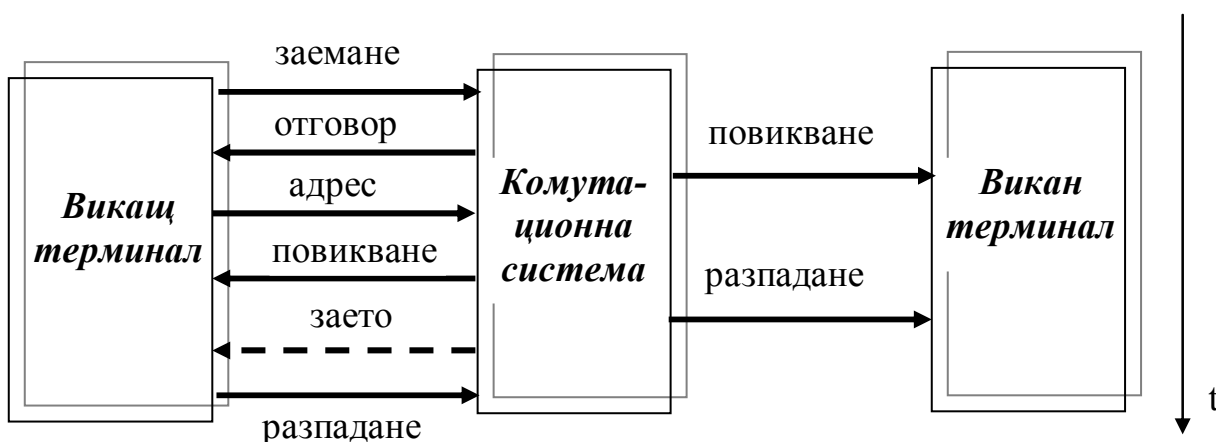 заемане
отговор
адрес
повикване
заето
разпадане
Викащ
терминал
Комута-
ционна
система
повикване
разпадане
Викан
терминал
t